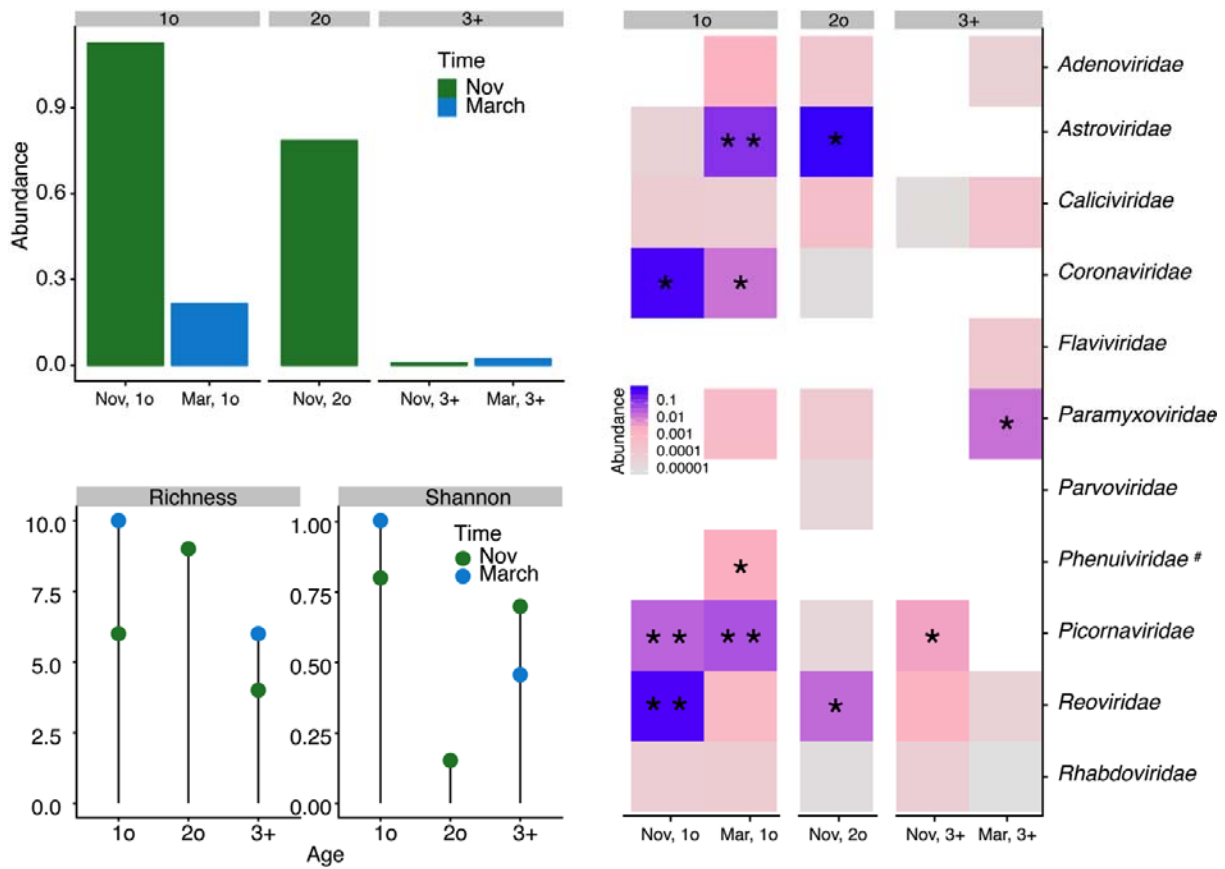 1o 2o 3+
Time
Nov
March
Abundance
0.9
0.6
0.3
0.0
Nov, 1o Mar, 1o Nov, 2o Nov, 3+ Mar, 3+
Richness
10.0
7.5
5.0
2.5
0.0
1o 2o 3+
Shannon
Time
Nov
March
1.00
0.75
0.50
0.25
0.00
1o 2o 3+
Age
1o 2o 3+
Adenoviridae
* * *
Astroviridae
Caliciviridae
* *
Coronaviridae
Flaviviridae
Abundance
0.1
0.01
0.001
0.0001
0.00001
*
Paramyxoviridae
Parvoviridae
*
Phenuiviridae #
* * * * *
Picornaviridae
* * *
Reoviridae
Rhabdoviridae
Nov, 1o Mar, 1o Nov, 2o Nov, 3+ Mar, 3+